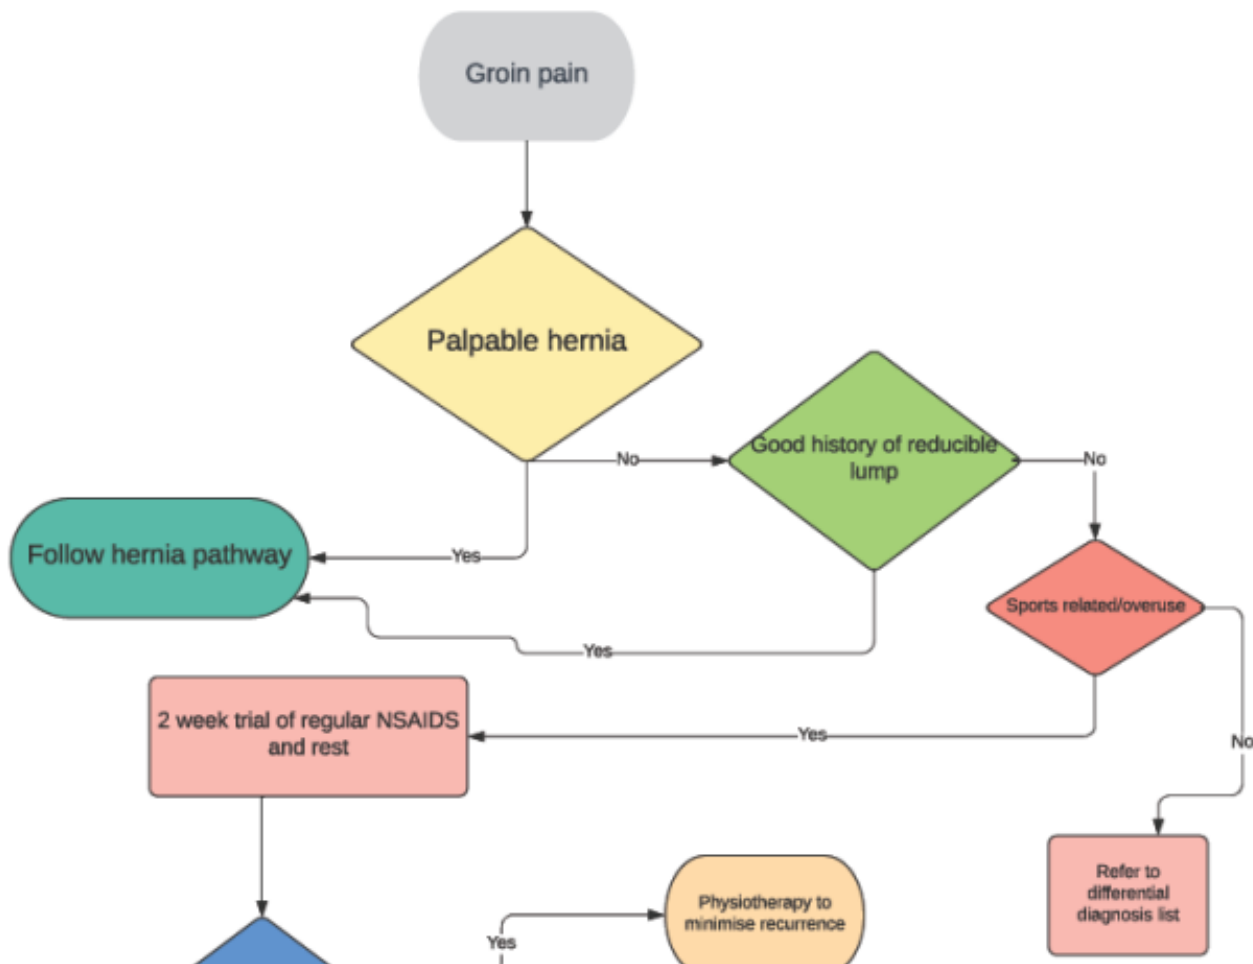 Groin pain
Palpable hernia
No
Good history of reducible
lump
No
Follow hernia pathway
Yes
Sports related/overuse
Yes
2 week trial of regular NSAIDS
and rest
Yes
No
Refer to
differential
diagnosis list
Physiotherapy to
minimise recurrence
Yes